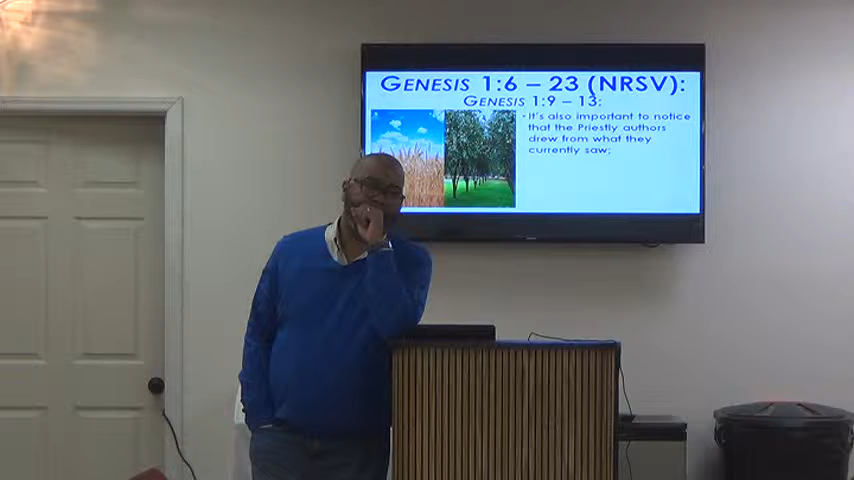 GENESIS 1:6 – 23 (NRSV):
GENESIS 1:9 – 13:
• It's also important to notice
that the Priestly authors
drew from what they
currently saw;